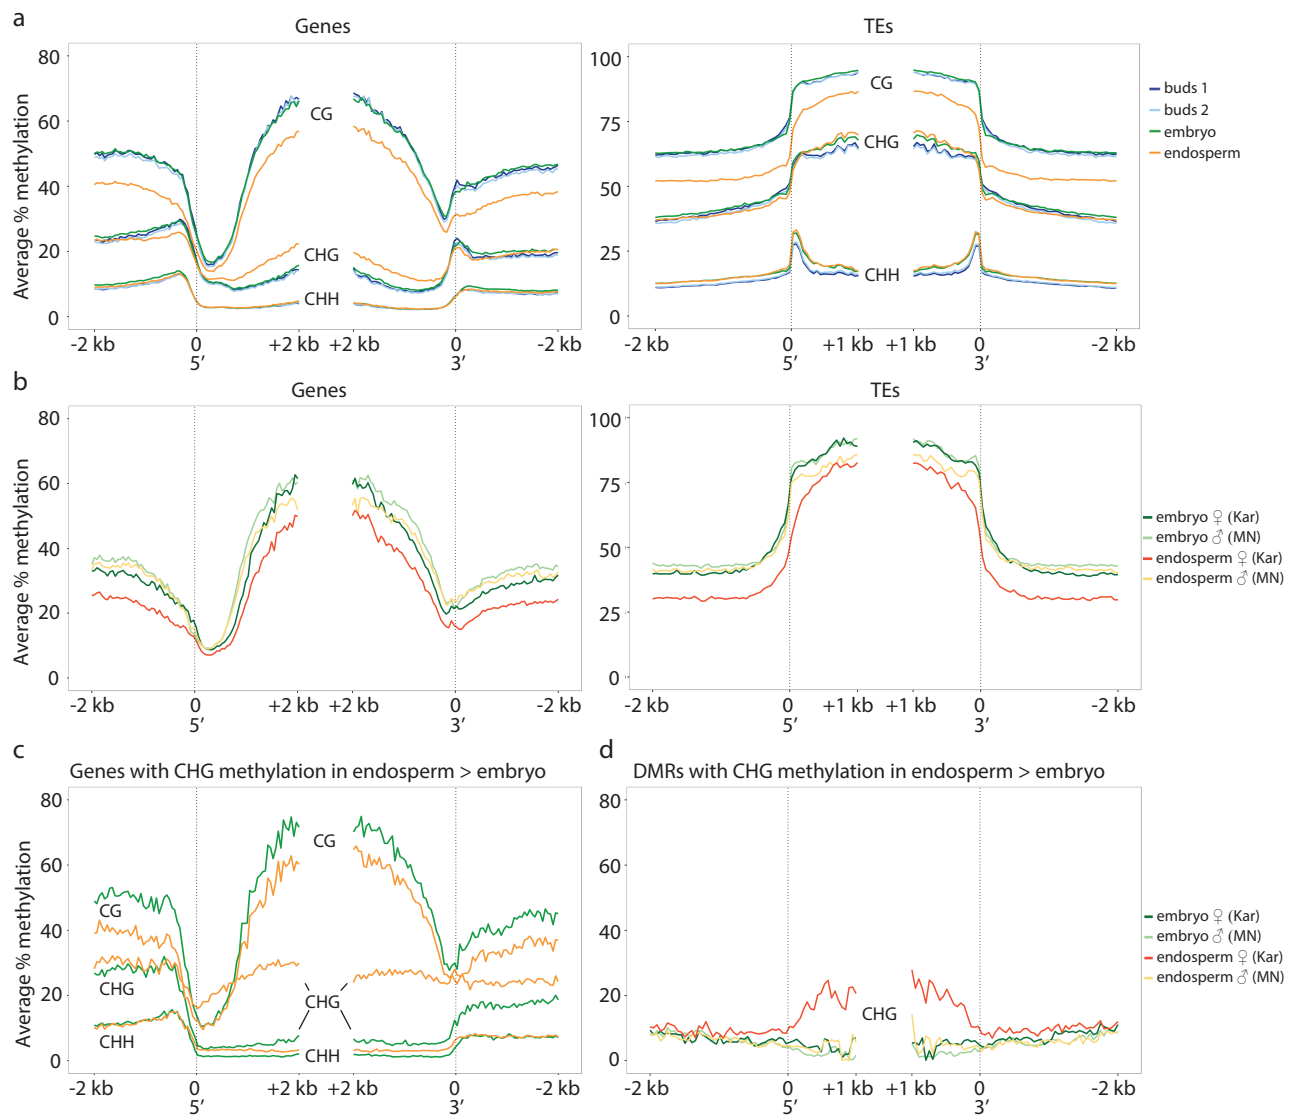 a
Genes
TEs
Average % methylation
80
60
40
20
0
CG
CHG
CHH
-2 kb 0 +2 kb +2 kb 0 -2 kb
5′ 3′
100
75
50
25
0
CG
CHG
CHH
-2 kb 0 +1 kb +1 kb 0 -2 kb
5′ 3′
buds 1
buds 2
embryo
endosperm
b
Genes
TEs
Average % methylation
80
60
40
20
0
-2 kb 0 +2 kb +2 kb 0 -2 kb
5′ 3′
100
75
50
25
0
-2 kb 0 +1 kb +1 kb 0 -2 kb
5′ 3′
embryo ♀ (Kar)
embryo ♂ (MN)
endosperm ♀ (Kar)
endosperm ♂ (MN)
c
Genes with CHG methylation in endosperm > embryo
Average % methylation
80
60
40
20
0
CG
CG
CHG
CHG
CHH
CHH
-2 kb 0 +2 kb +2 kb 0 -2 kb
5′ 3′
d
DMRs with CHG methylation in endosperm > embryo
80
60
40
20
0
CHG
-2 kb 0 +1 kb +1 kb 0 -2 kb
5′ 3′
embryo ♀ (Kar)
embryo ♂ (MN)
endosperm ♀ (Kar)
endosperm ♂ (MN)